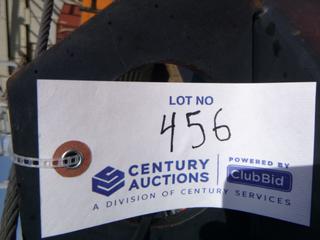 LOT NO
456
CENTURY AUCTIONS
POWERED BY
ClubBid
A DIVISION OF CENTURY SERVICES